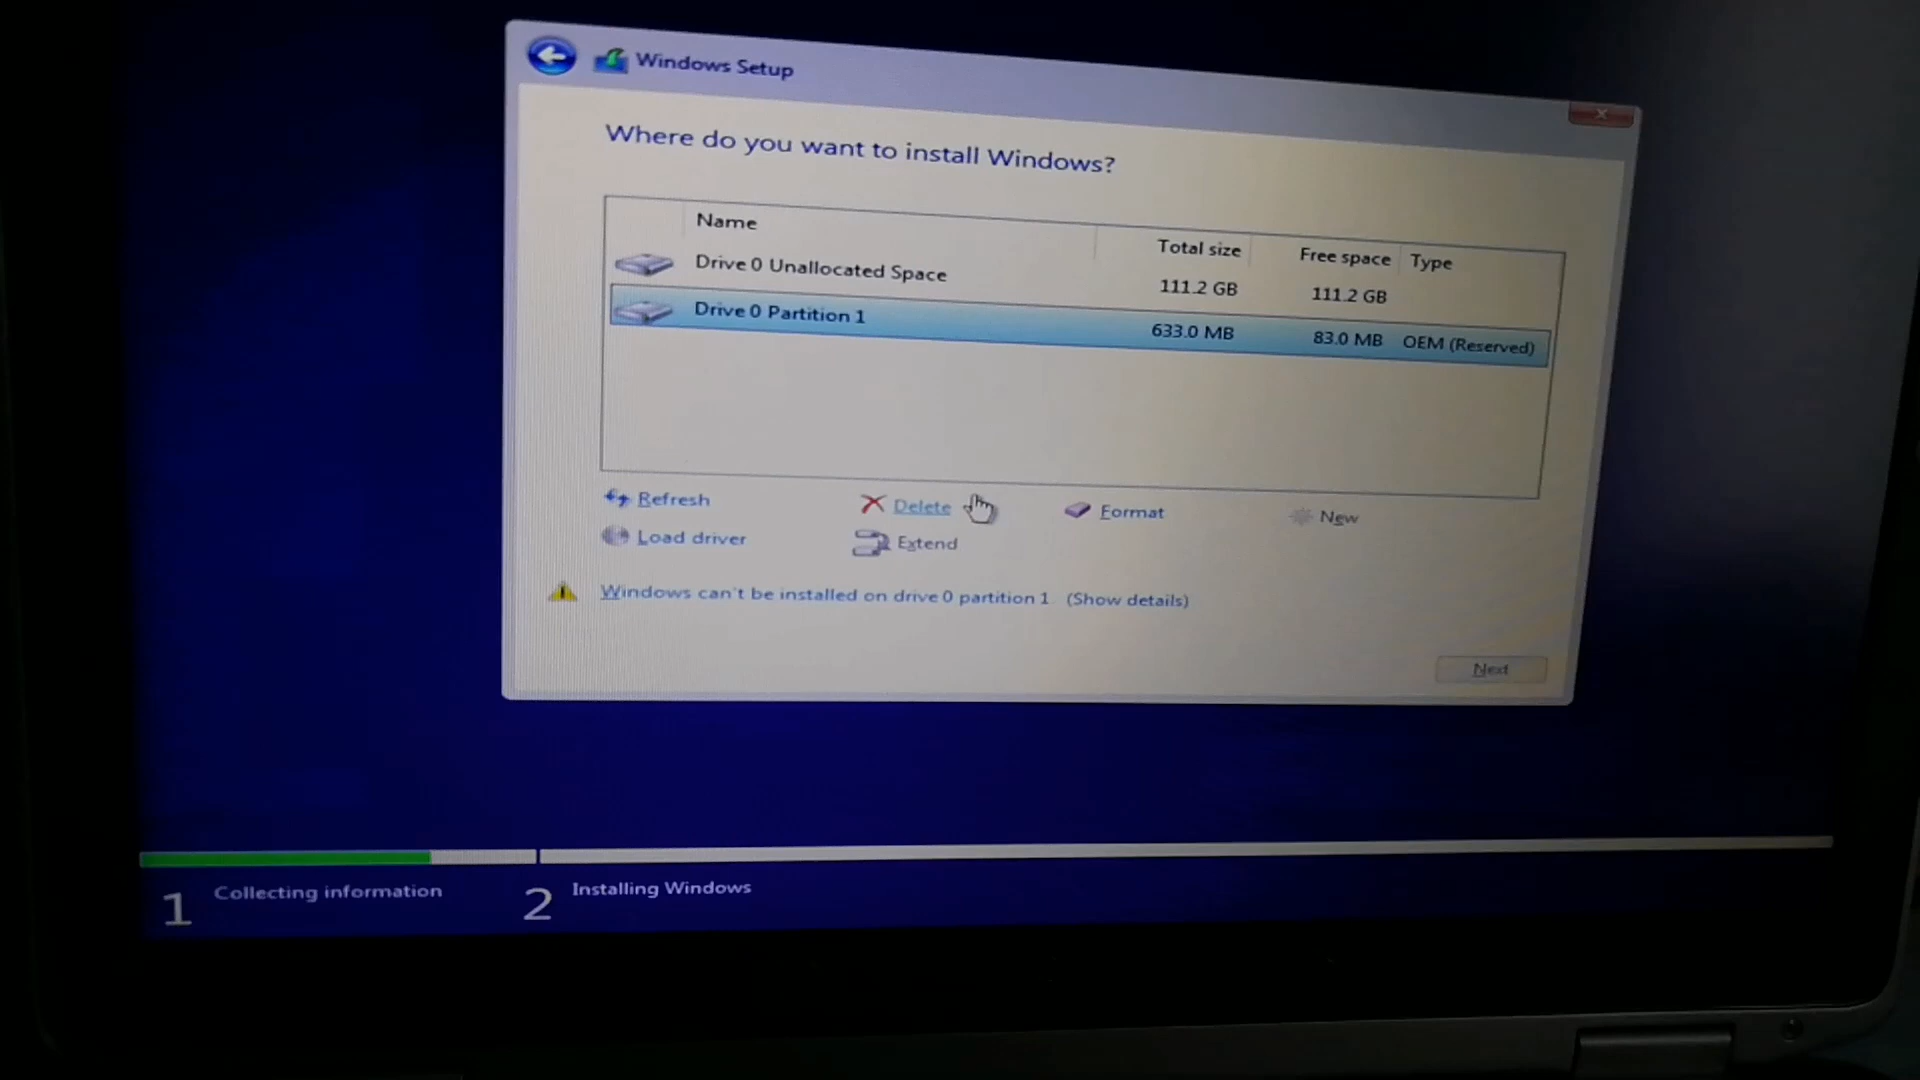 Windows Setup
Where do you want to install Windows?
Name Total size Free space Type
Drive 0 Unallocated Space 111.2 GB 111.2 GB
Drive 0 Partition 1 633.0 MB 83.0 MB OEM (Reserved)
Refresh Delete Format New
Load driver Extend
Windows can't be installed on drive 0 partition 1. (Show details)
Next
1 Collecting information 2 Installing Windows